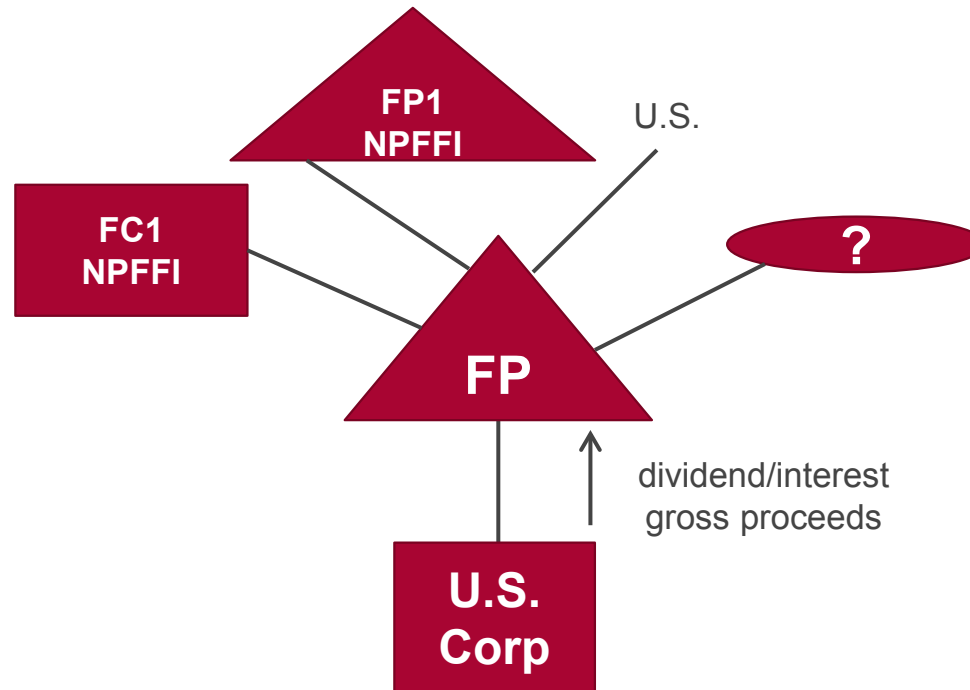 FP1
NPFFI
U.S.
FC1
NPFFI
?
FP
dividend/interest
gross proceeds
U.S.
Corp